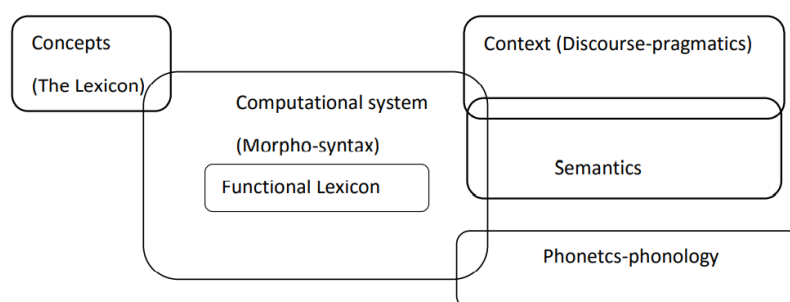 Concepts
(The Lexicon)
Context (Discourse-pragmatics)
Computational system
(Morpho-syntax)
Functional Lexicon
Semantics
Phonetcs-phonology